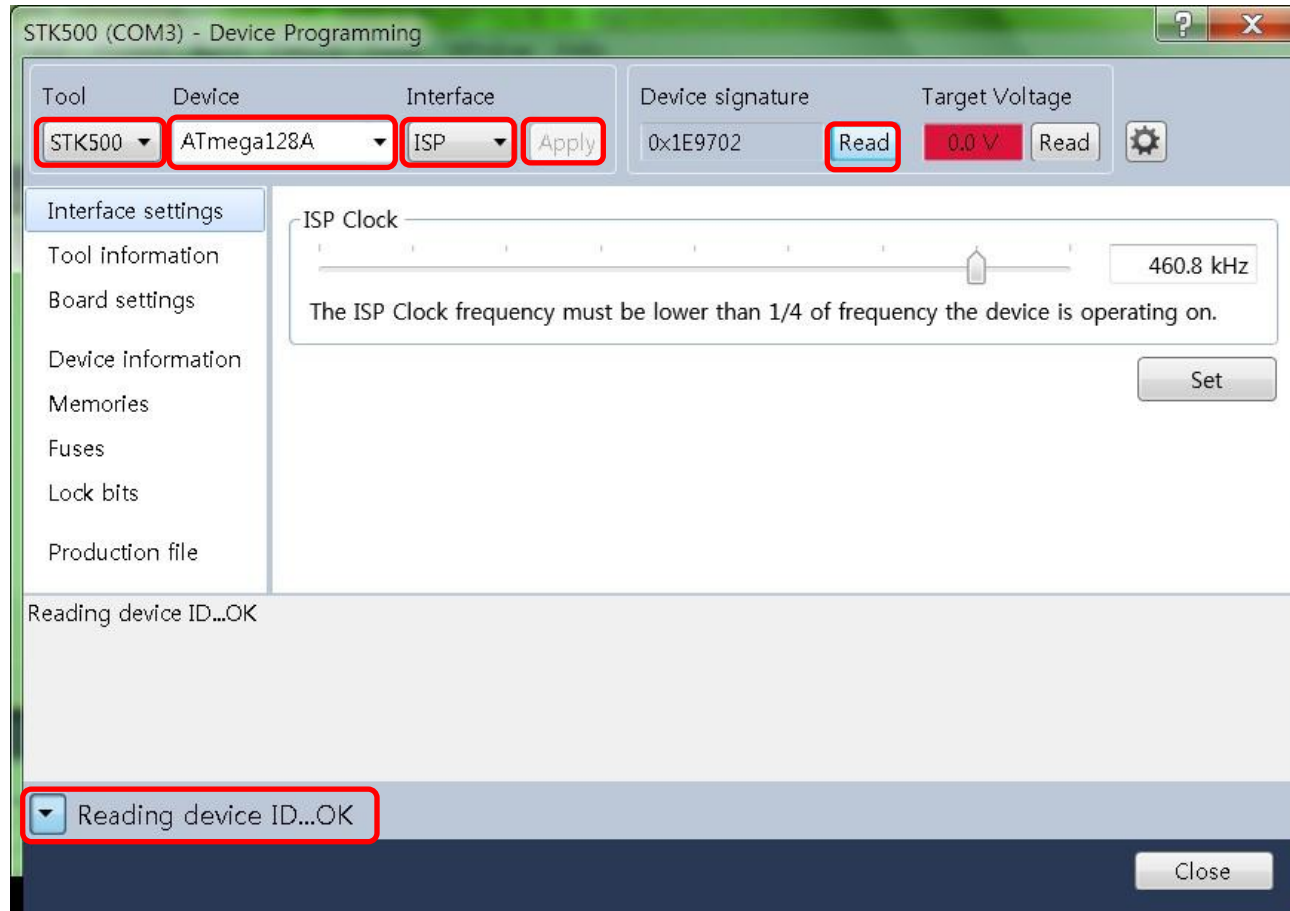 STK500 (COM3) - Device Programming
Tool Device Interface Device signature Target Voltage
STK500 ATmega128A ISP Apply 0x1E9702 Read 0.0 V Read
Interface settings
Tool information
Board settings
Device information
Memories
Fuses
Lock bits
Production file
ISP Clock
460.8 kHz
The ISP Clock frequency must be lower than 1/4 of frequency the device is operating on.
Set
Reading device ID...OK
Reading device ID...OK
Close